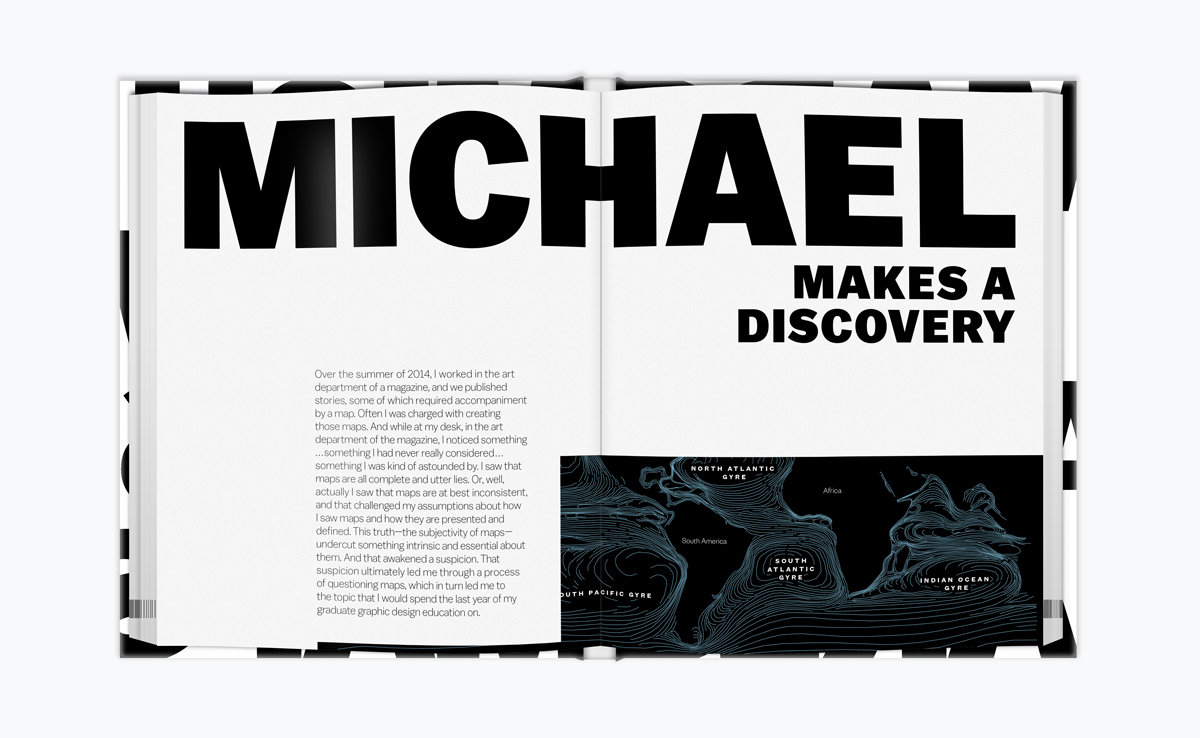 MICHAEL
MAKES A
DISCOVERY
Over the summer of 2014, I worked in the art
department of a magazine, and we published
stories, some of which required accompaniment
by a map. Often I was charged with creating
those maps. And while at my desk, in the art
department of the magazine, I noticed something
…something I had never really considered…
something I was kind of astounded by. I saw that
maps are all complete and utter lies. Or, well,
actually I saw that maps are at best inconsistent,
and that challenged my assumptions about how
I saw maps and how they are presented and
defined. This truth—the subjectivity of maps—
undercut something intrinsic and essential about
them. And that awakened a suspicion. That
suspicion ultimately led me through a process
of questioning maps, which in turn led me to
the topic that I would spend the last year of my
graduate graphic design education on.
NORTH ATLANTIC
GYRE
Africa
South America
SOUTH
ATLANTIC
GYRE
INDIAN OCEAN
GYRE
OUTH PACIFIC GYRE